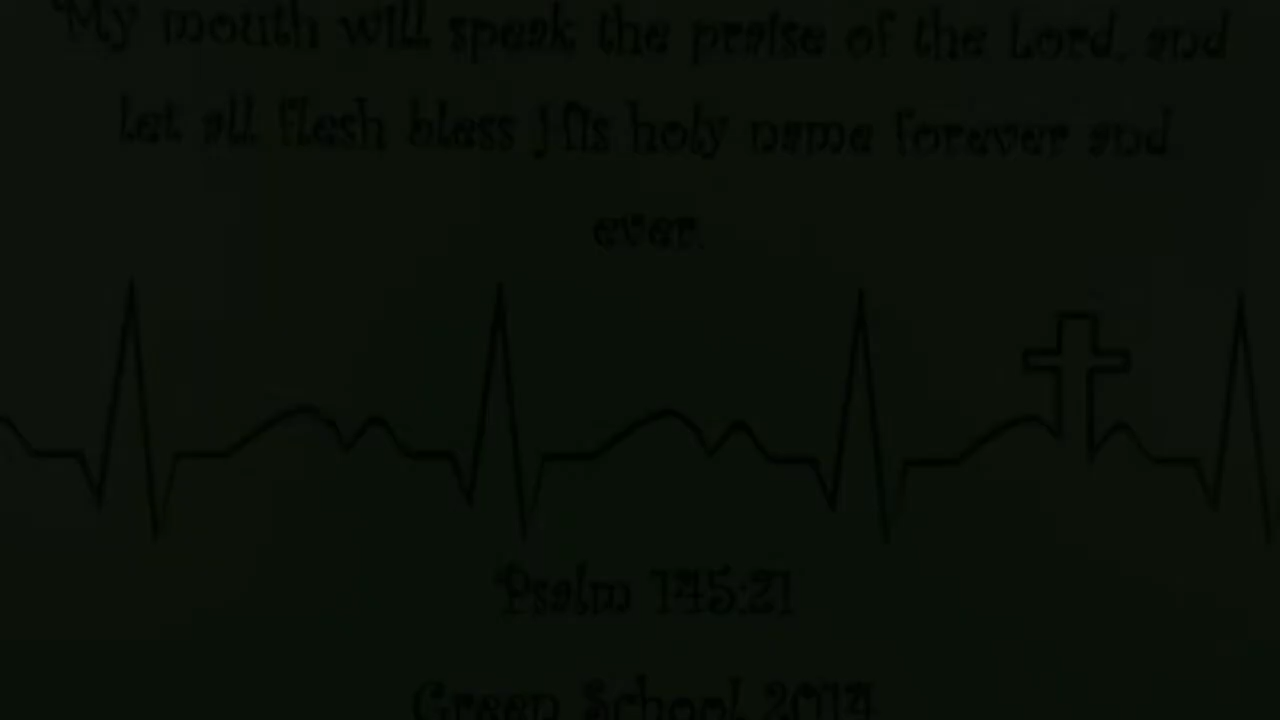 My mouth will speak the praise of the Lord, and
let all flesh bless His holy name forever and
ever.
Psalm 145:21
Green School 2014